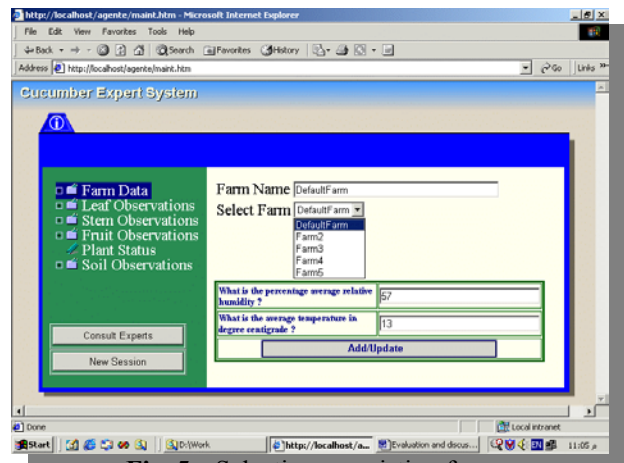 http://localhost/agente/maint.htm - Microsoft Internet Explorer
File Edit View Favorites Tools Help
Back Search Favorites History
Address http://localhost/agente/maint.htm Go Links
Cucumber Expert System
Farm Data
Leaf Observations
Stem Observations
Fruit Observations
Plant Status
Soil Observations
Consult Experts
New Session
Farm Name DefaultFarm
Select Farm DefaultFarm
DefaultFarm
Farm2
Farm3
Farm4
Farm5
What is the percentage average relative humidity ? 57
What is the average temperature in degree centigrade ? 13
Add/Update
Done Local intranet
Start D:\Work http://localhost/a... Evaluation and discus... EN 11:05 م